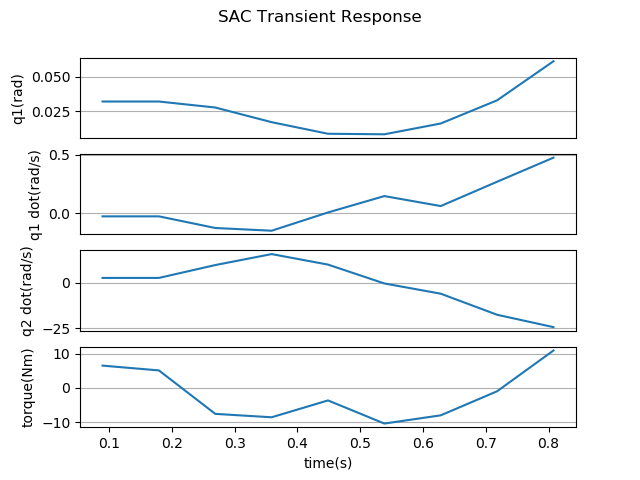 SAC Transient Response
0.050
0.025
q1(rad)
0.5
0.0
q1 dot(rad/s)
0
−25
q2 dot(rad/s)
10
0
−10
torque(Nm)
0.1 0.2 0.3 0.4 0.5 0.6 0.7 0.8
time(s)